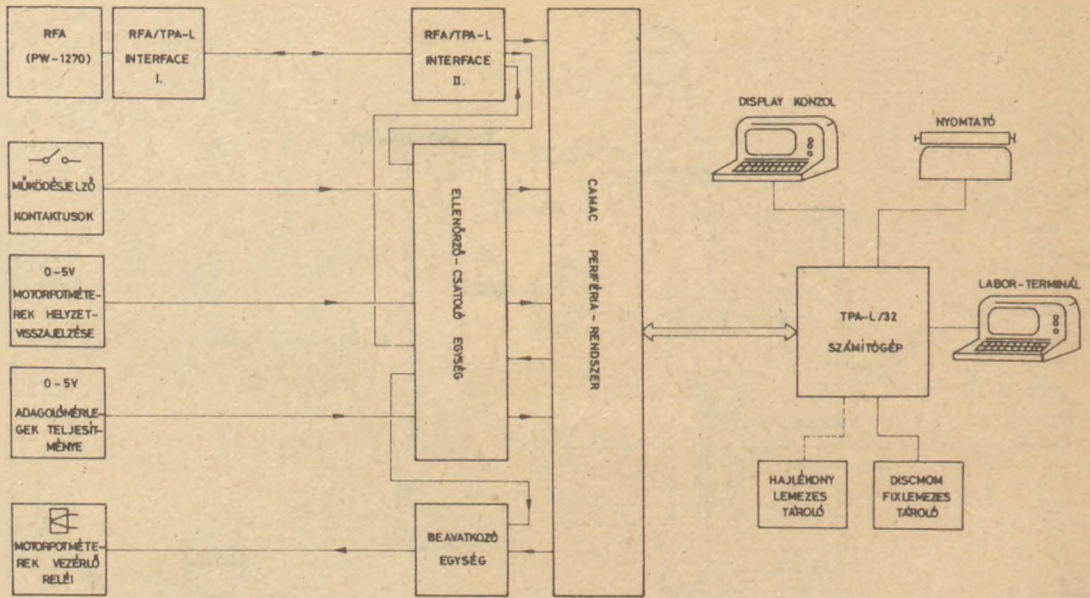 RFA
(PW-1270)
RFA/TPA-L
INTERFACE
I.
RFA/TPA-L
INTERFACE
II.
MŰKÖDÉSJELZŐ
KONTAKTUSOK
0-5V
MOTORPOTMÉTE-
REK HELYZET-
VISSZAJELZÉSE
0-5V
ADAGOLÓMÉRLE-
GEK TELJESÍT-
MÉNYE
MOTORPOTMÉTE-
REK VEZÉRLŐ
RELÉI
ELLENŐRZŐ-CSATOLÓ EGYSÉG
BEAVATKOZÓ
EGYSÉG
CAMAC PERIFÉRIA-RENDSZER
DISPLAY KONZOL
NYOMTATÓ
LABOR-TERMINÁL
TPA-L/32
SZÁMÍTÓGÉP
HAJLÉKONY
LEMEZES
TÁROLÓ
DISCMOM
FIXLEMEZES
TÁROLÓ